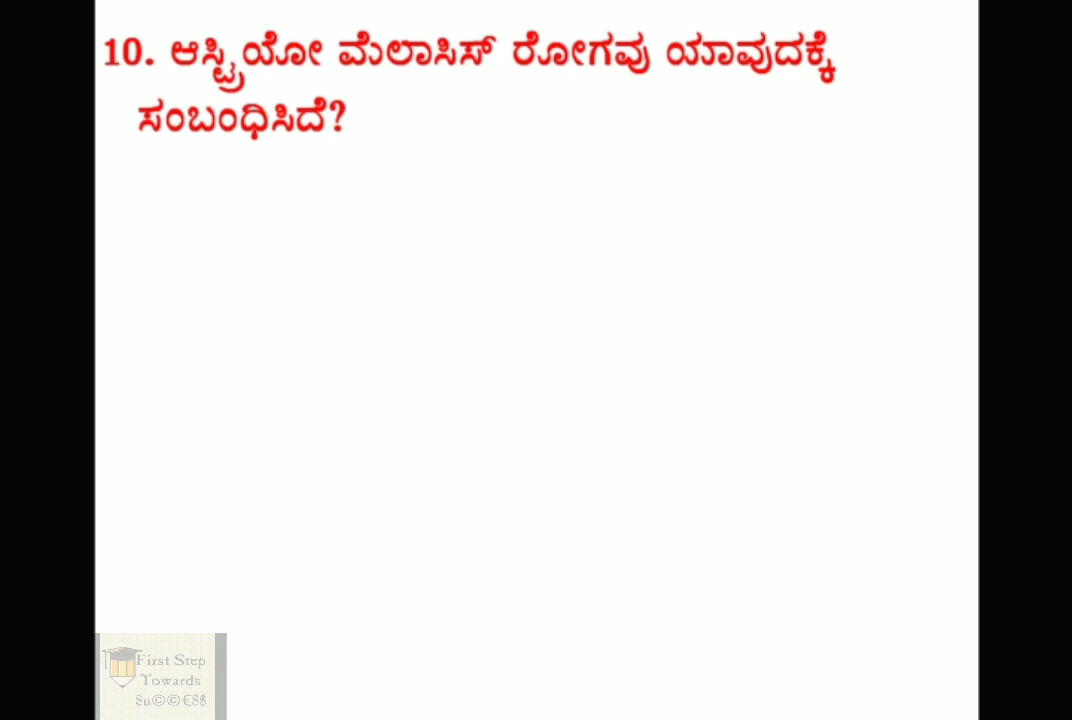 10. ಆಸ್ಟ್ರಿಯೋ ಮೆಲಾಸಿಸ್ ರೋಗವು ಯಾವುದಕ್ಕೆ
ಸಂಬಂಧಿಸಿದೆ?
First Step
Towards
$u©©€$$